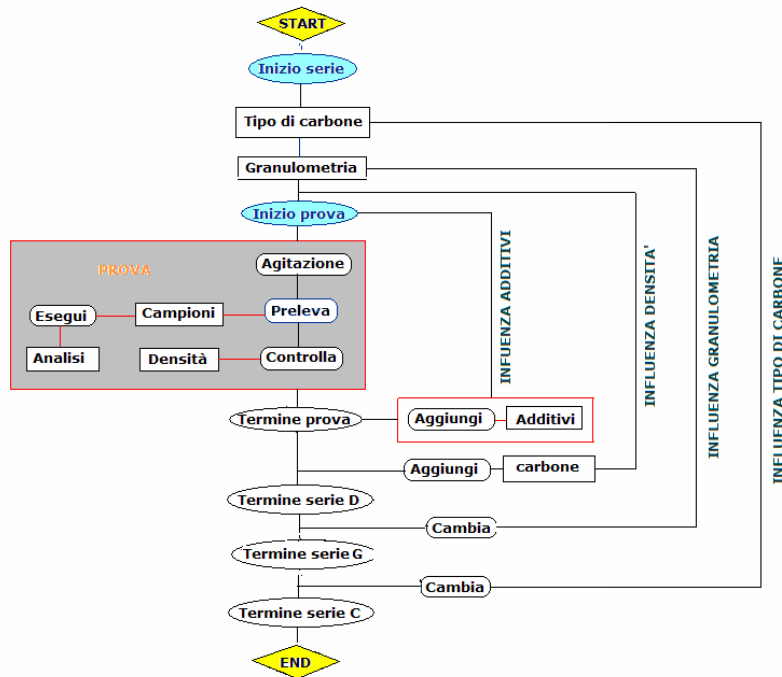 START
Inizio serie
Tipo di carbone
Granulometria
Inizio prova
PROVA
Agitazione
Esegui
Campioni
Preleva
Analisi
Densità
Controlla
Termine prova
Aggiungi
Additivi
Aggiungi
carbone
Termine serie D
Cambia
Termine serie G
Cambia
Termine serie C
END
INFUENZA ADDITIVI
INFLUENZA DENSITA'
INFLUENZA GRANULOMETRIA
INFLUENZA TIPO DI CARBONE